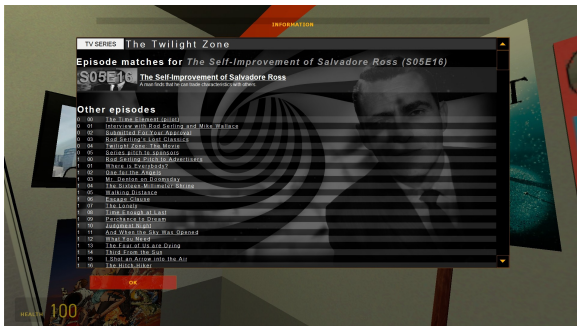 INFORMATION
TV SERIES The Twilight Zone
Episode matches for The Self-Improvement of Salvadore Ross (S05E16)
S05E16 The Self-Improvement of Salvadore Ross
A man finds that he can trade characteristics with others.
Other episodes
0 00 The Time Element (pilot)
0 01 Interview with Rod Serling and Mike Wallace
0 02 Submitted For Your Approval
0 03 Rod Serling's Lost Classics
0 04 Twilight Zone: The Movie
0 05 Series pitch to sponsors
1 00 Rod Serling Pitch to Advertisers
1 01 Where is Everybody?
1 02 One for the Angels
1 03 Mr. Denton on Doomsday
1 04 The Sixteen-Millimeter Shrine
1 05 Walking Distance
1 06 Escape Clause
1 07 The Lonely
1 08 Time Enough at Last
1 09 Perchance to Dream
1 10 Judgment Night
1 11 And When the Sky Was Opened
1 12 What You Need
1 13 The Four of Us are Dying
1 14 Third From the Sun
1 15 I Shot an Arrow into the Air
1 16 The Hitch-Hiker
OK
HEALTH 100